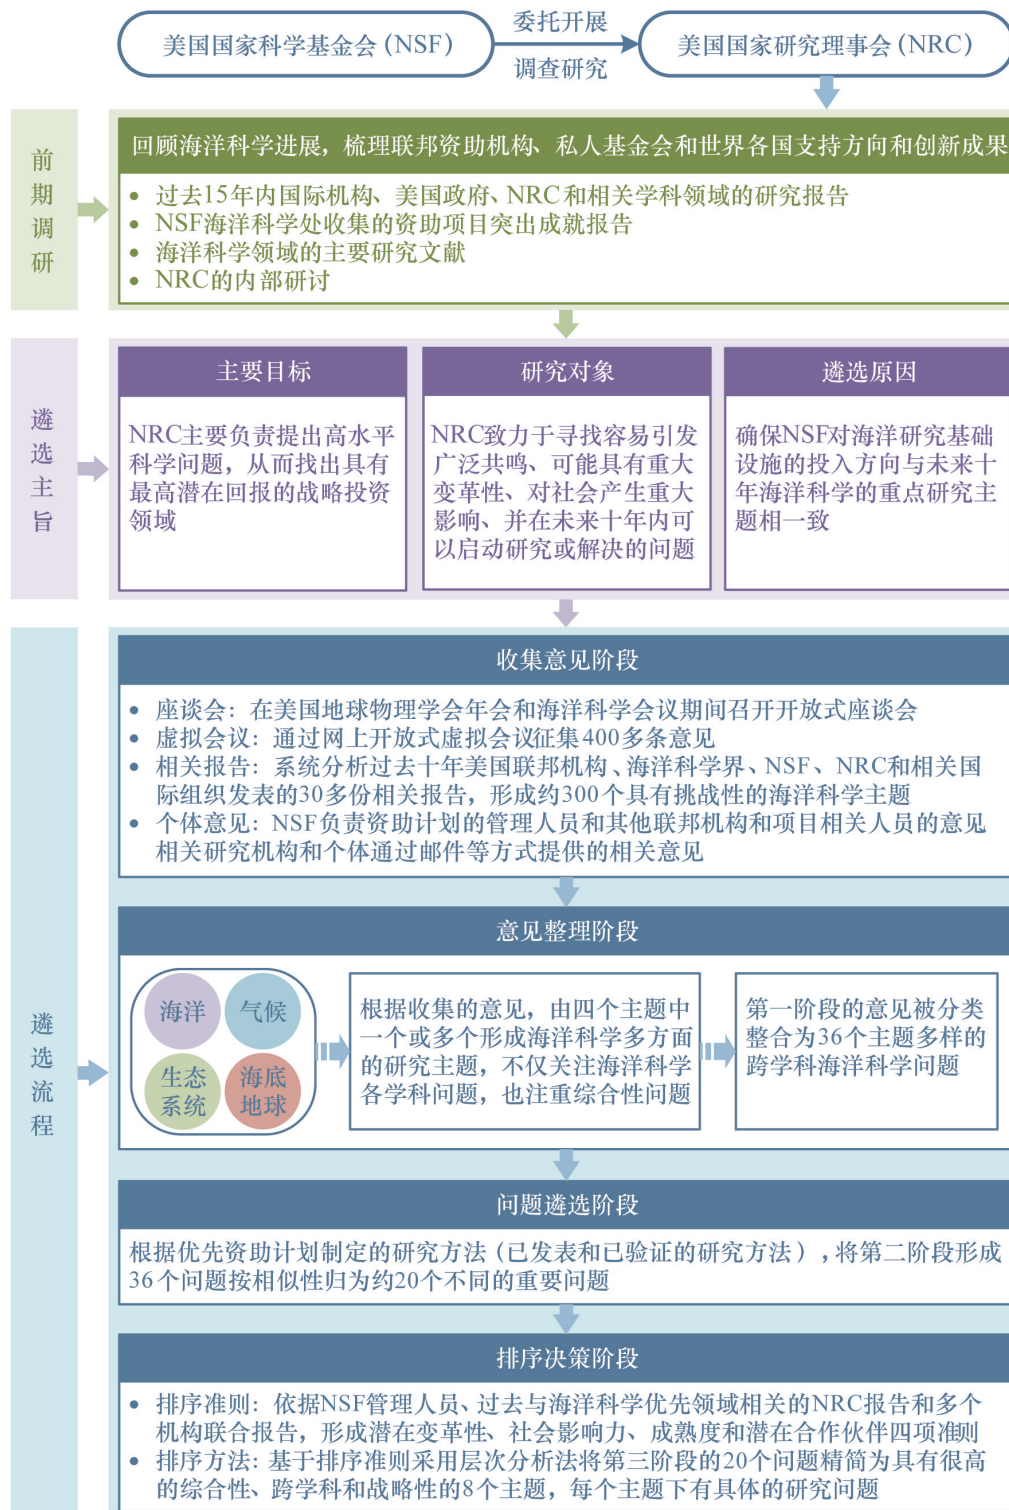 美国国家科学基金会（NSF）
委托开展
调查研究
美国国家研究理事会（NRC）
前期调研
回顾海洋科学进展，梳理联邦资助机构、私人基金会和世界各国支持方向和创新成果
• 过去15年内国际机构、美国政府、NRC和相关学科领域的研究报告
• NSF海洋科学处收集的资助项目突出成就报告
• 海洋科学领域的主要研究文献
• NRC的内部研讨
遴选主旨
主要目标
NRC主要负责提出高水平
科学问题，从而找出具有
最高潜在回报的战略投资
领域
研究对象
NRC致力于寻找容易引发
广泛共鸣、可能具有重大
变革性、对社会产生重大
影响、并在未来十年内可
以启动研究或解决的问题
遴选原因
确保NSF对海洋研究基础
设施的投入方向与未来十
年海洋科学的重点研究主
题相一致
遴选流程
收集意见阶段
• 座谈会：在美国地球物理学会年会和海洋科学会议期间召开开放式座谈会
• 虚拟会议：通过网上开放式虚拟会议征集400多条意见
• 相关报告：系统分析过去十年美国联邦机构、海洋科学界、NSF、NRC和相关国
际组织发表的30多份相关报告，形成约300个具有挑战性的海洋科学主题
• 个体意见：NSF负责资助计划的管理人员和其他联邦机构和项目相关人员的意见
相关研究机构和个体通过邮件等方式提供的相关意见
意见整理阶段
海洋
气候
生态
系统
海底
地球
根据收集的意见，由四个主题中
一个或多个形成海洋科学多方面
的研究主题，不仅关注海洋科学
各学科问题，也注重综合性问题
第一阶段的意见被分类
整合为36个主题多样的
跨学科海洋科学问题
问题遴选阶段
根据优先资助计划制定的研究方法（已发表和已验证的研究方法），将第二阶段形成
36个问题按相似性归为约20个不同的重要问题
排序决策阶段
• 排序准则：依据NSF管理人员、过去与海洋科学优先领域相关的NRC报告和多个
机构联合报告，形成潜在变革性、社会影响力、成熟度和潜在合作伙伴四项准则
• 排序方法：基于排序准则采用层次分析法将第三阶段的20个问题精简为具有很高
的综合性、跨学科和战略性的8个主题，每个主题下有具体的研究问题